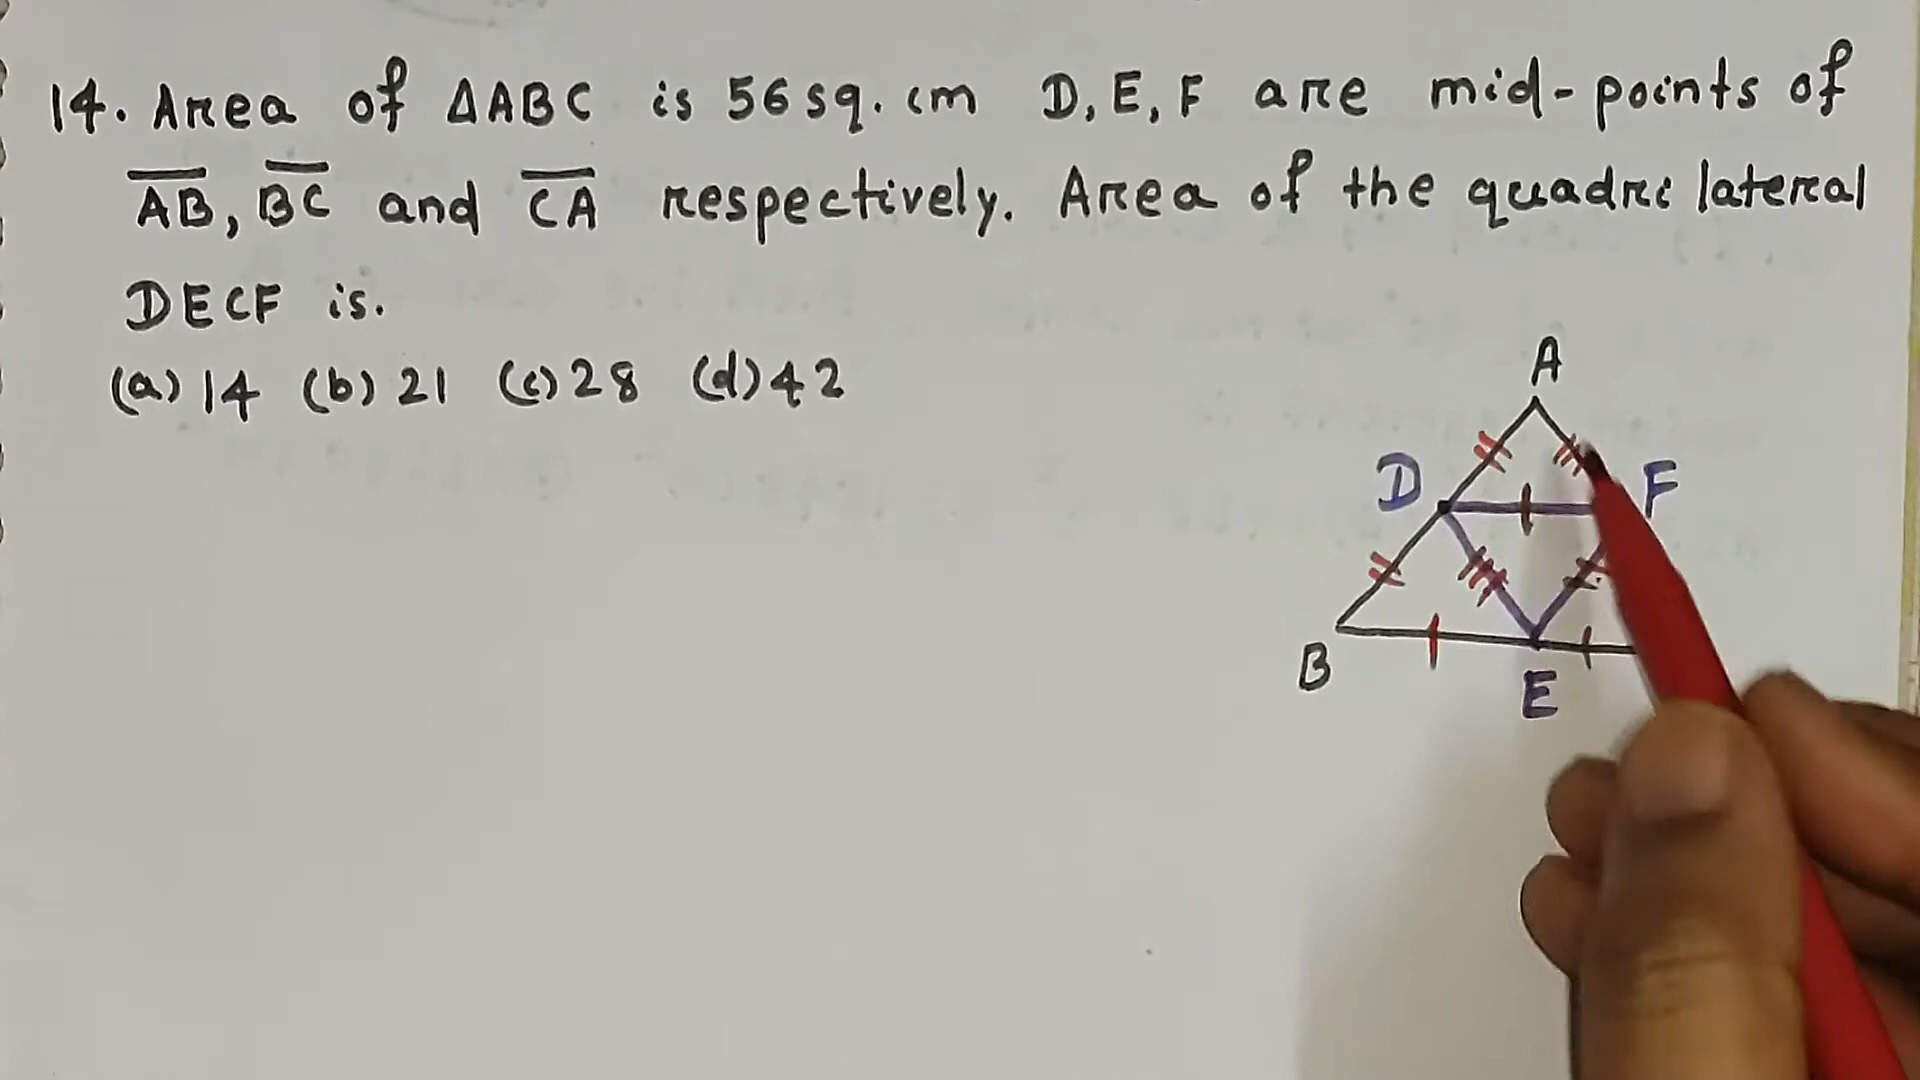 14. Area of ΔABC is 56 sq. cm D, E, F are mid-points of
AB, BC and CA respectively. Area of the quadrilateral
DECF is.
(a) 14 (b) 21 (c) 28 (d) 42
A
D
F
B
E